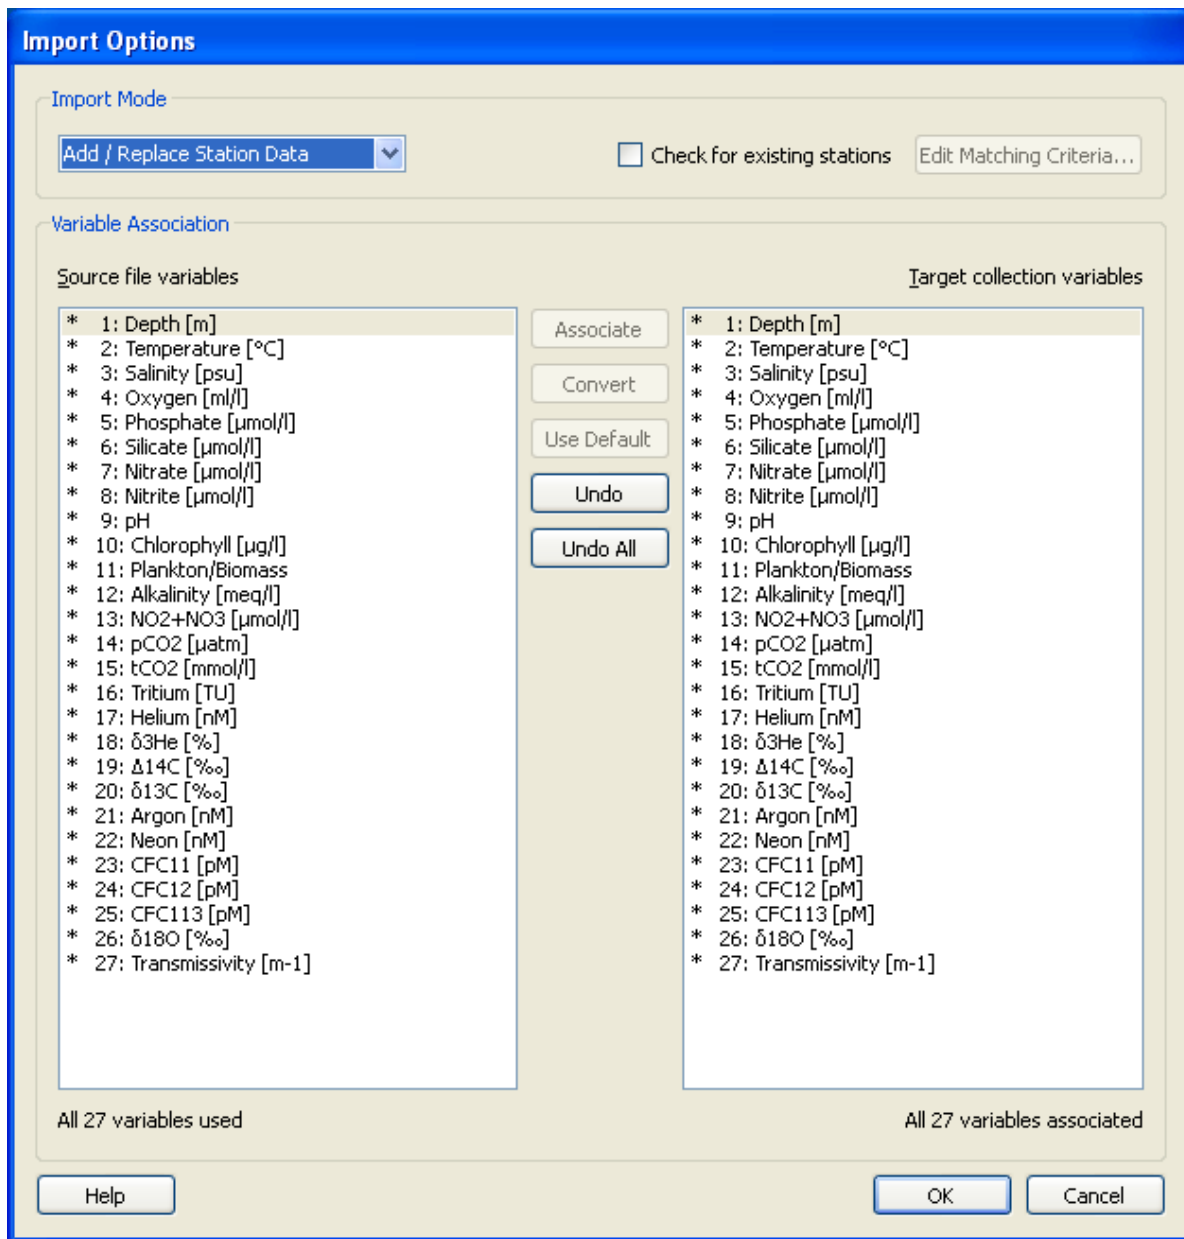 Import Options
Import Mode
Add / Replace Station Data
Check for existing stations
Edit Matching Criteria...
Variable Association
Source file variables
Target collection variables
* 1: Depth [m]
* 2: Temperature [°C]
* 3: Salinity [psu]
* 4: Oxygen [ml/l]
* 5: Phosphate [µmol/l]
* 6: Silicate [µmol/l]
* 7: Nitrate [µmol/l]
* 8: Nitrite [µmol/l]
* 9: pH
* 10: Chlorophyll [µg/l]
* 11: Plankton/Biomass
* 12: Alkalinity [meq/l]
* 13: NO2+NO3 [µmol/l]
* 14: pCO2 [µatm]
* 15: tCO2 [mmol/l]
* 16: Tritium [TU]
* 17: Helium [nM]
* 18: δ3He [%]
* 19: Δ14C [‰]
* 20: δ13C [‰]
* 21: Argon [nM]
* 22: Neon [nM]
* 23: CFC11 [pM]
* 24: CFC12 [pM]
* 25: CFC113 [pM]
* 26: δ18O [‰]
* 27: Transmissivity [m-1]
Associate
Convert
Use Default
Undo
Undo All
* 1: Depth [m]
* 2: Temperature [°C]
* 3: Salinity [psu]
* 4: Oxygen [ml/l]
* 5: Phosphate [µmol/l]
* 6: Silicate [µmol/l]
* 7: Nitrate [µmol/l]
* 8: Nitrite [µmol/l]
* 9: pH
* 10: Chlorophyll [µg/l]
* 11: Plankton/Biomass
* 12: Alkalinity [meq/l]
* 13: NO2+NO3 [µmol/l]
* 14: pCO2 [µatm]
* 15: tCO2 [mmol/l]
* 16: Tritium [TU]
* 17: Helium [nM]
* 18: δ3He [%]
* 19: Δ14C [‰]
* 20: δ13C [‰]
* 21: Argon [nM]
* 22: Neon [nM]
* 23: CFC11 [pM]
* 24: CFC12 [pM]
* 25: CFC113 [pM]
* 26: δ18O [‰]
* 27: Transmissivity [m-1]
All 27 variables used
All 27 variables associated
Help
OK
Cancel